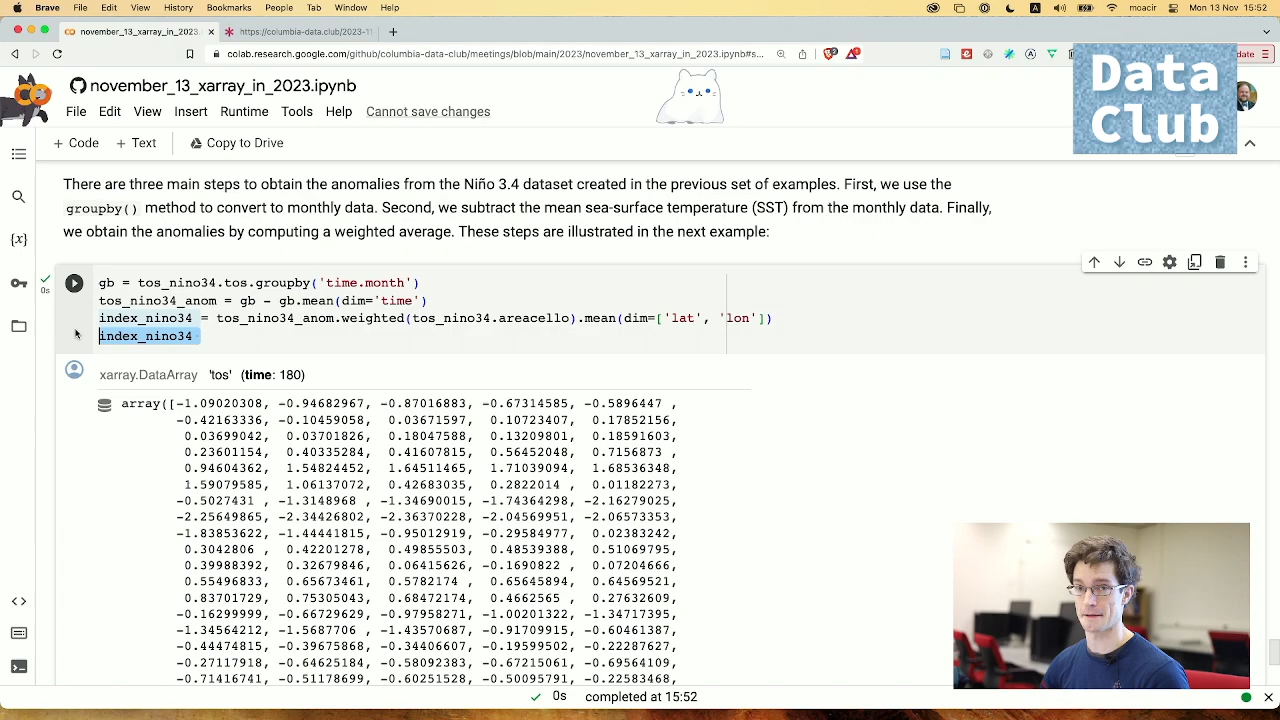 Brave File Edit View History Bookmarks People Tab Window Help moacir Mon 13 Nov 15:52
november_13_xarray_in_2023. https://columbia-data.club/2023-11
colab.research.google.com/github/columbia-data-club/meetings/blob/main/2023/november_13_xarray_in_2023.ipynb#s... date
Data
Club
november_13_xarray_in_2023.ipynb
File Edit View Insert Runtime Tools Help Cannot save changes
+ Code + Text Copy to Drive
There are three main steps to obtain the anomalies from the Niño 3.4 dataset created in the previous set of examples. First, we use the
groupby() method to convert to monthly data. Second, we subtract the mean sea-surface temperature (SST) from the monthly data. Finally,
we obtain the anomalies by computing a weighted average. These steps are illustrated in the next example:
0s
gb = tos_nino34.tos.groupby('time.month')
tos_nino34_anom = gb - gb.mean(dim='time')
index_nino34 = tos_nino34_anom.weighted(tos_nino34.areacello).mean(dim=['lat', 'lon'])
index_nino34
xarray.DataArray 'tos' (time: 180)
array([-1.09020308, -0.94682967, -0.87016883, -0.67314585, -0.5896447 ,
-0.42163336, -0.10459058, 0.03671597, 0.10723407, 0.17852156,
0.03699042, 0.03701826, 0.18047588, 0.13209801, 0.18591603,
0.23601154, 0.40335284, 0.41607815, 0.56452048, 0.7156873 ,
0.94604362, 1.54824452, 1.64511465, 1.71039094, 1.68536348,
1.59079585, 1.06137072, 0.42683035, 0.2822014 , 0.01182273,
-0.5027431 , -1.3148968 , -1.34690015, -1.74364298, -2.16279025,
-2.25649865, -2.34426802, -2.36370228, -2.04569951, -2.06573353,
-1.83853622, -1.44441815, -0.95012919, -0.29584977, 0.02383242,
0.3042806 , 0.42201278, 0.49855503, 0.48539388, 0.51069795,
0.39988392, 0.32679846, 0.06415626, -0.1690822 , 0.07204666,
0.55496833, 0.65673461, 0.5782174 , 0.65645894, 0.64569521,
0.83701729, 0.75305043, 0.58472174, 0.4662565 , 0.27632609,
-0.16299999, -0.66729629, -0.97958271, -1.00201322, -1.34717395,
-1.34564212, -1.5687706 , -1.43570687, -0.91709915, -0.60461387,
-0.44474815, -0.39675868, -0.34406607, -0.19599502, -0.22287627,
-0.27117918, -0.64625184, -0.58092383, -0.67215061, -0.69564109,
-0.71416741, -0.51178699, -0.60251528, -0.50095791, -0.22583468,
0s completed at 15:52